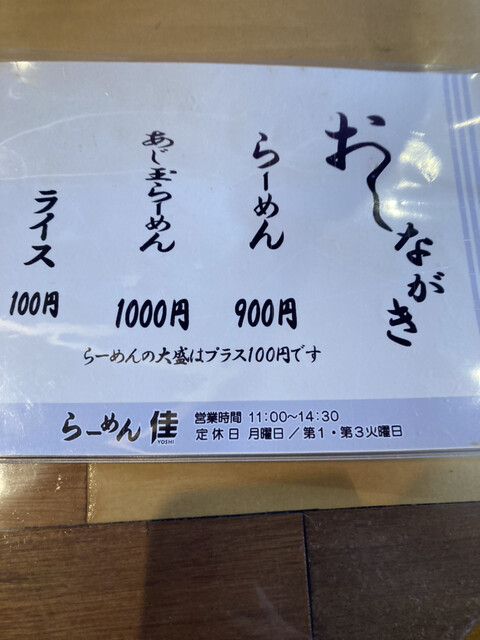 おしながき
らーめん
900円
あじ玉らーめん
1000円
ライス
100円
らーめんの大盛はプラス100円です
らーめん 佳
YOSHI
営業時間 11:00～14:30
定休日 月曜日／第1・第3火曜日